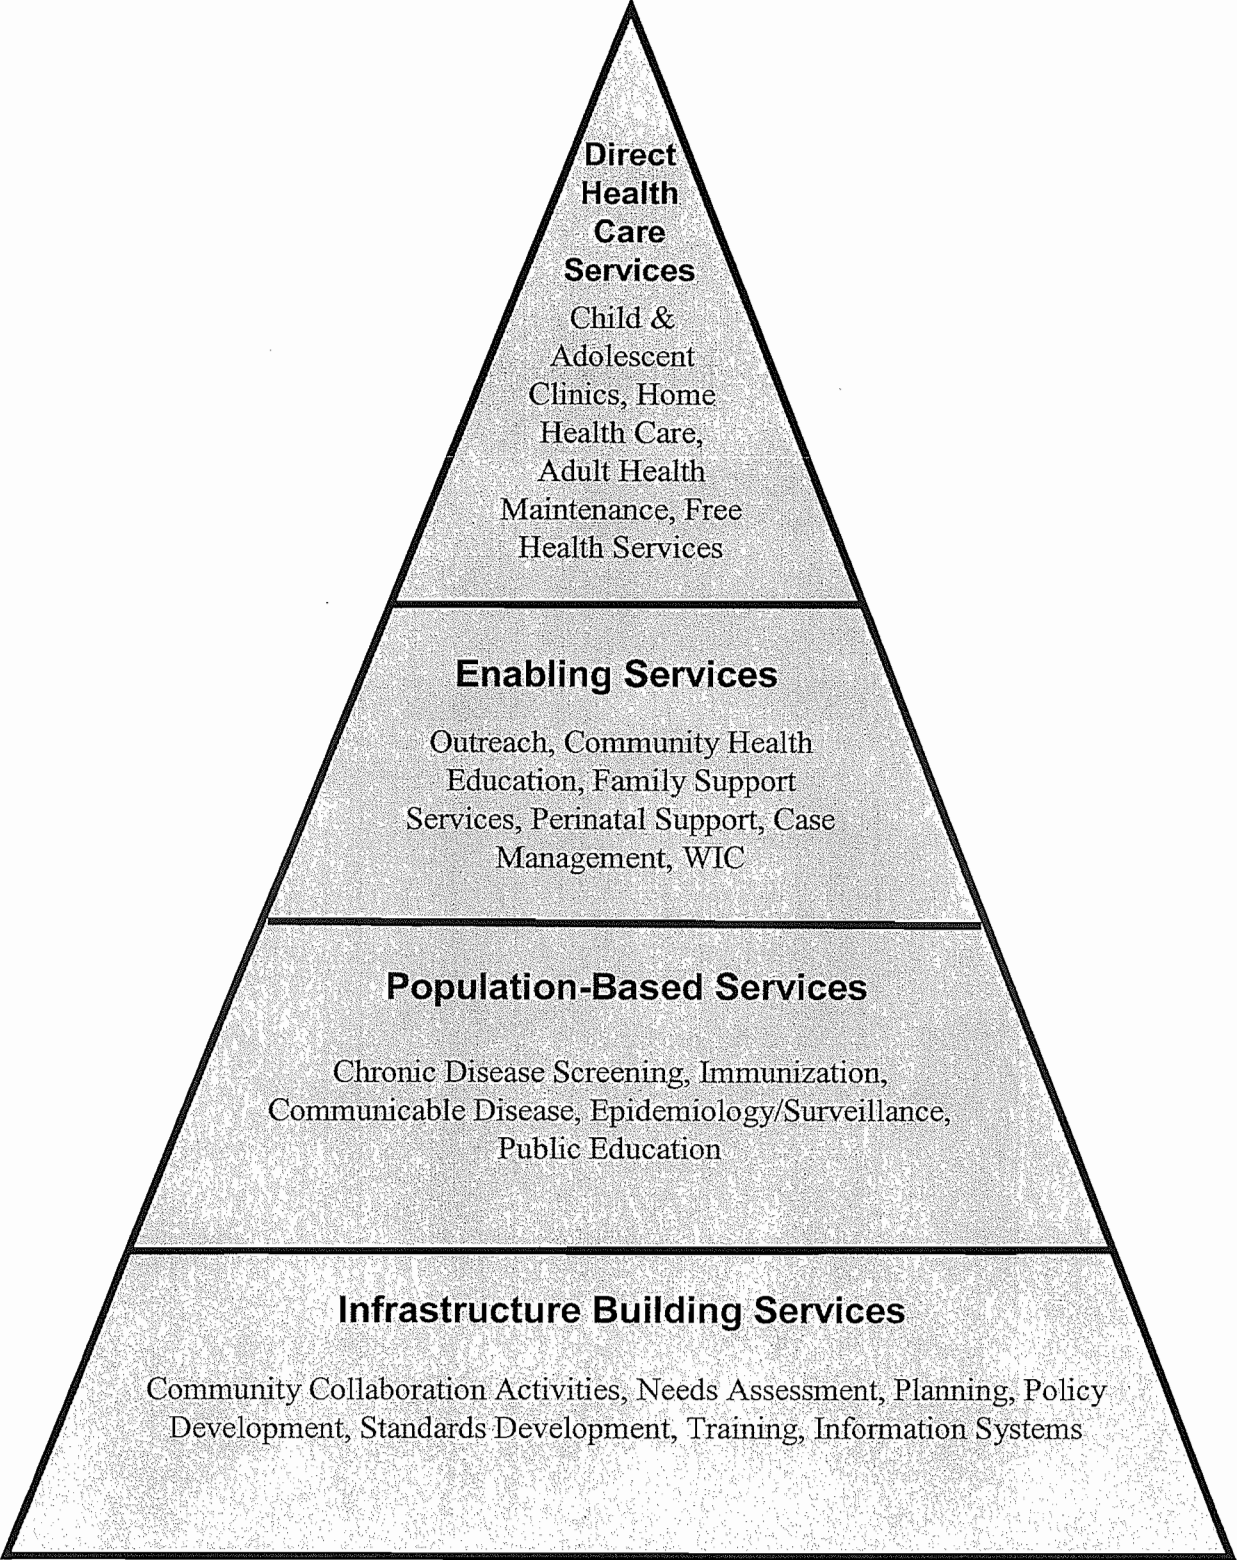 Direct
Health
Care
Services
Child &
Adolescent
Clinics, Home
Health Care,
Adult Health
Maintenance, Free
Health Services
Enabling Services
Outreach, Community Health
Education, Family Support
Services, Perinatal Support, Case
Management, WIC
Population-Based Services
Chronic Disease Screening, Immunization,
Communicable Disease, Epidemiology/Surveillance,
Public Education
Infrastructure Building Services
Community Collaboration Activities, Needs Assessment, Planning, Policy
Development, Standards Development, Training, Information Systems